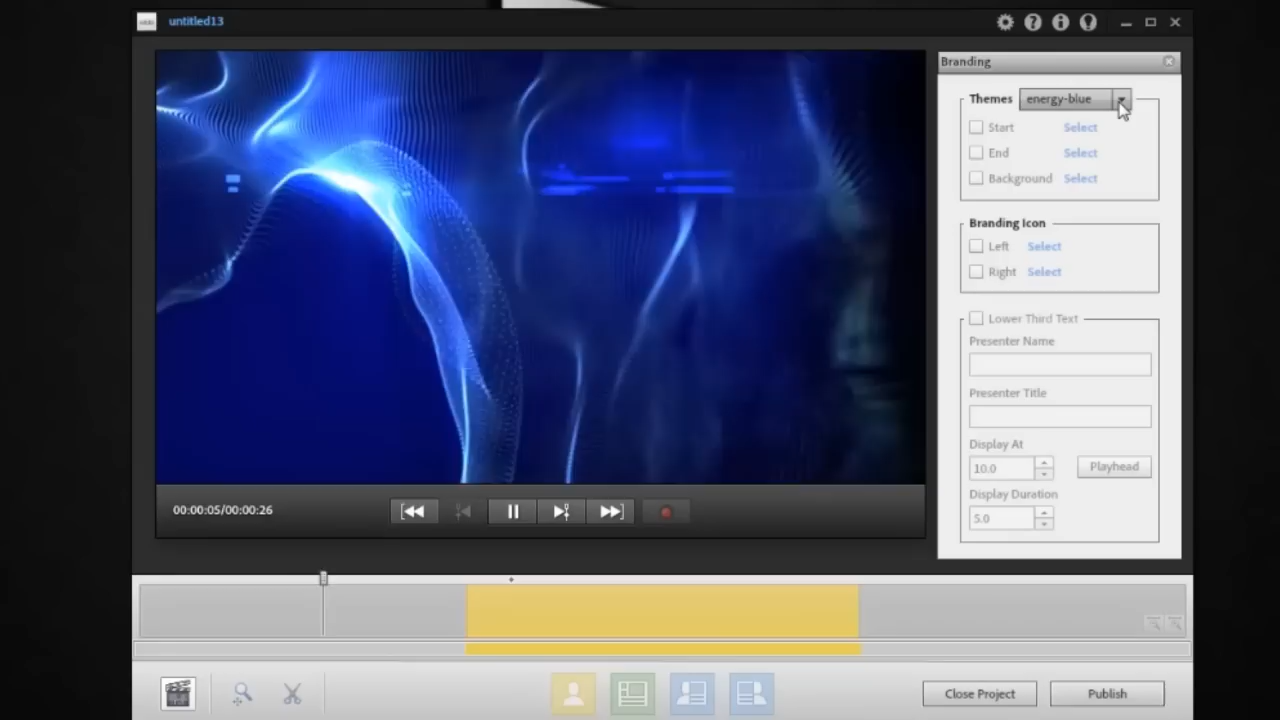 untitled13
Branding
Themes energy-blue
Start Select
End Select
Background Select
Branding Icon
Left Select
Right Select
Lower Third Text
Presenter Name
Presenter Title
Display At
10.0 Playhead
Display Duration
5.0
00:00:05/00:00:26
Close Project Publish